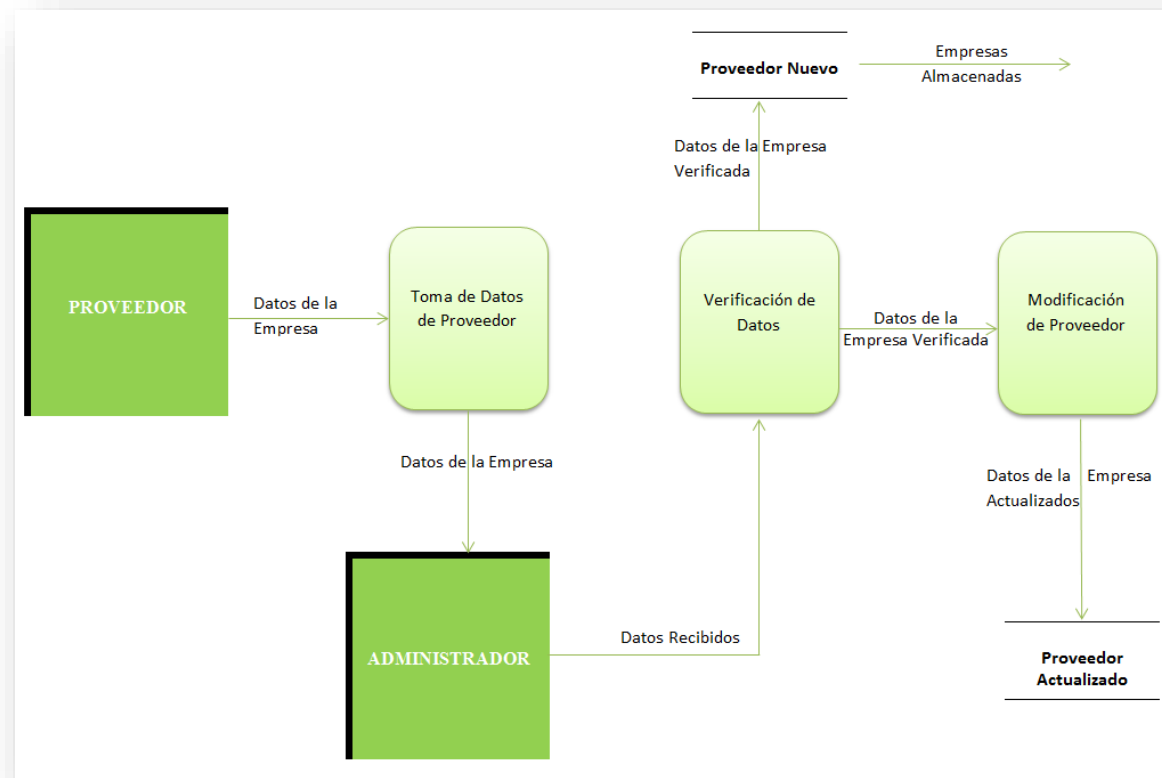 Proveedor Nuevo
Empresas
Almacenadas
Datos de la Empresa
Verificada
PROVEEDOR
Datos de la
Empresa
Toma de Datos
de Proveedor
Verificación de
Datos
Datos de la
Empresa Verificada
Modificación
de Proveedor
Datos de la Empresa
Datos de la Empresa
Actualizados
ADMINISTRADOR
Datos Recibidos
Proveedor
Actualizado